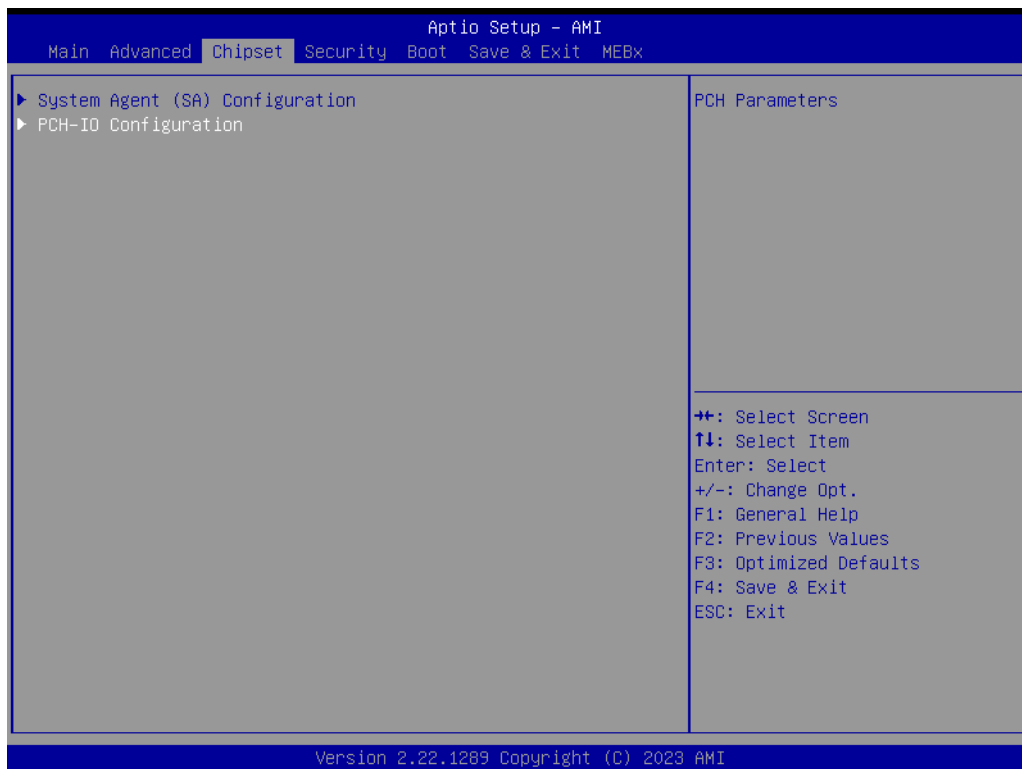 Aptio Setup – AMI
Main Advanced Chipset Security Boot Save & Exit MEBx
▶ System Agent (SA) Configuration
▶ PCH-IO Configuration
PCH Parameters
→←: Select Screen
↑↓: Select Item
Enter: Select
+/-: Change Opt.
F1: General Help
F2: Previous Values
F3: Optimized Defaults
F4: Save & Exit
ESC: Exit
Version 2.22.1289 Copyright (C) 2023 AMI